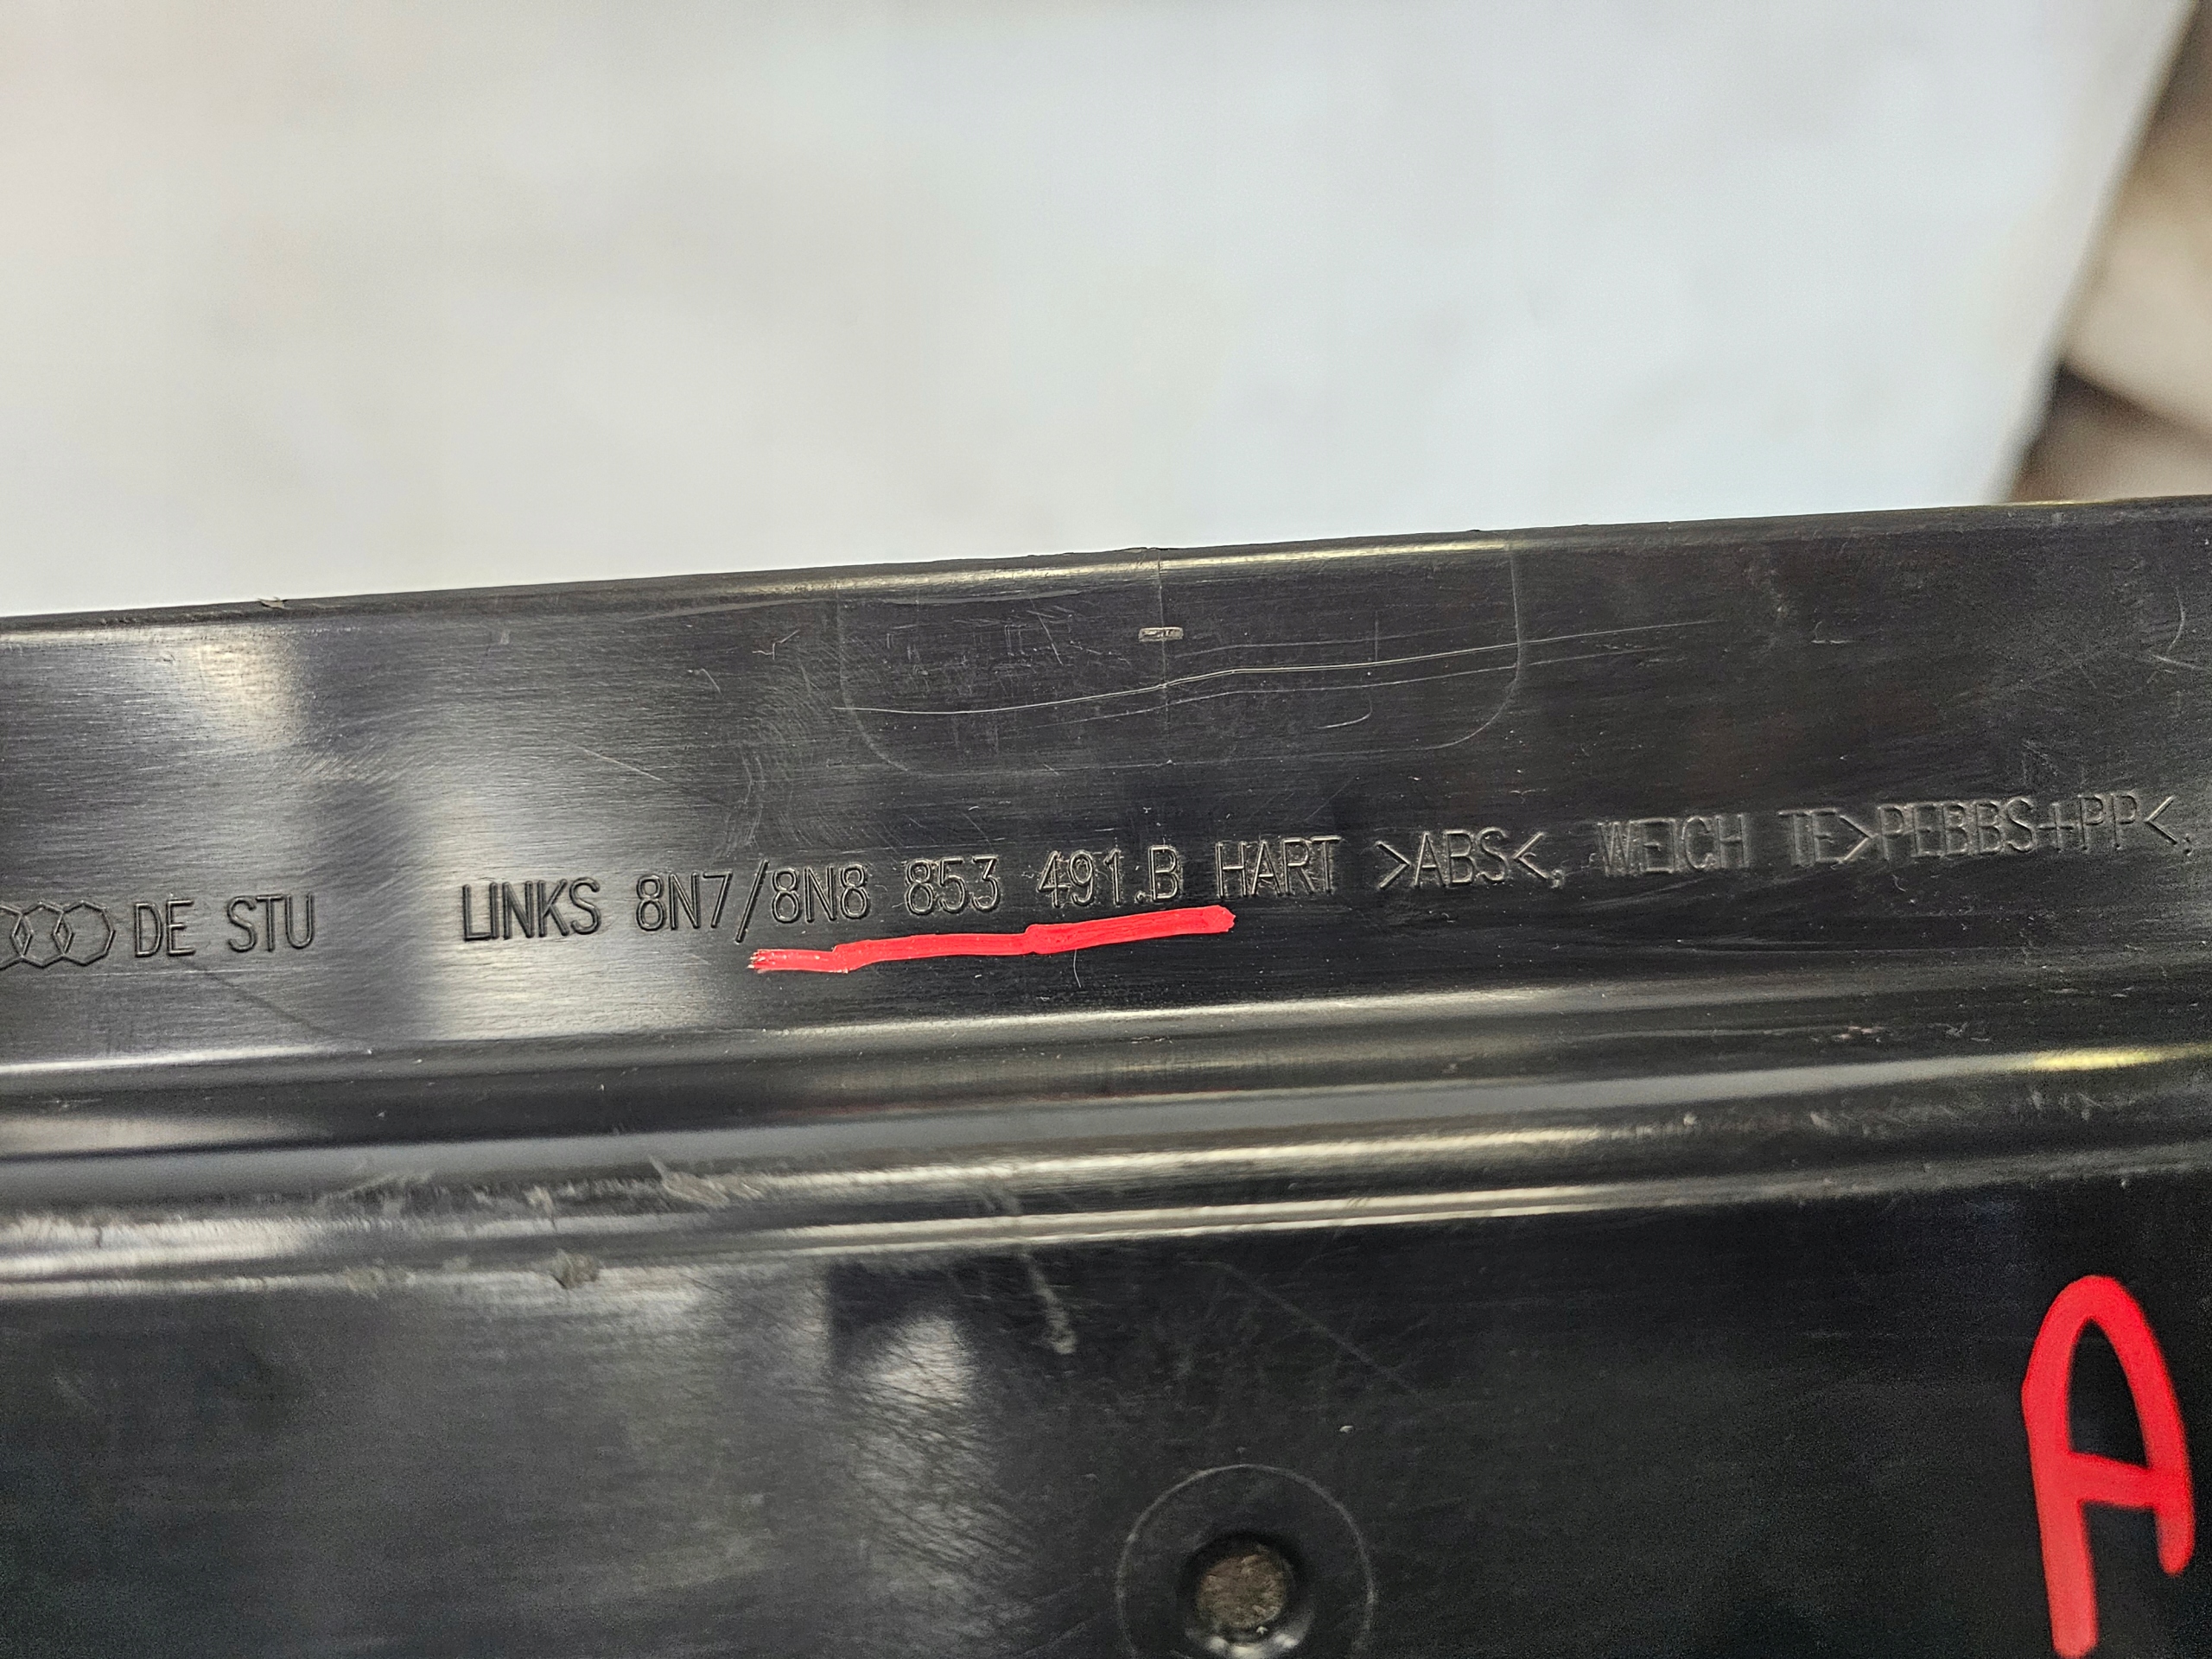 DE STU LINKS 8N7/8N8 853 491.B HART >ABS<, WEICH TE>PEBBS+PP<,
A